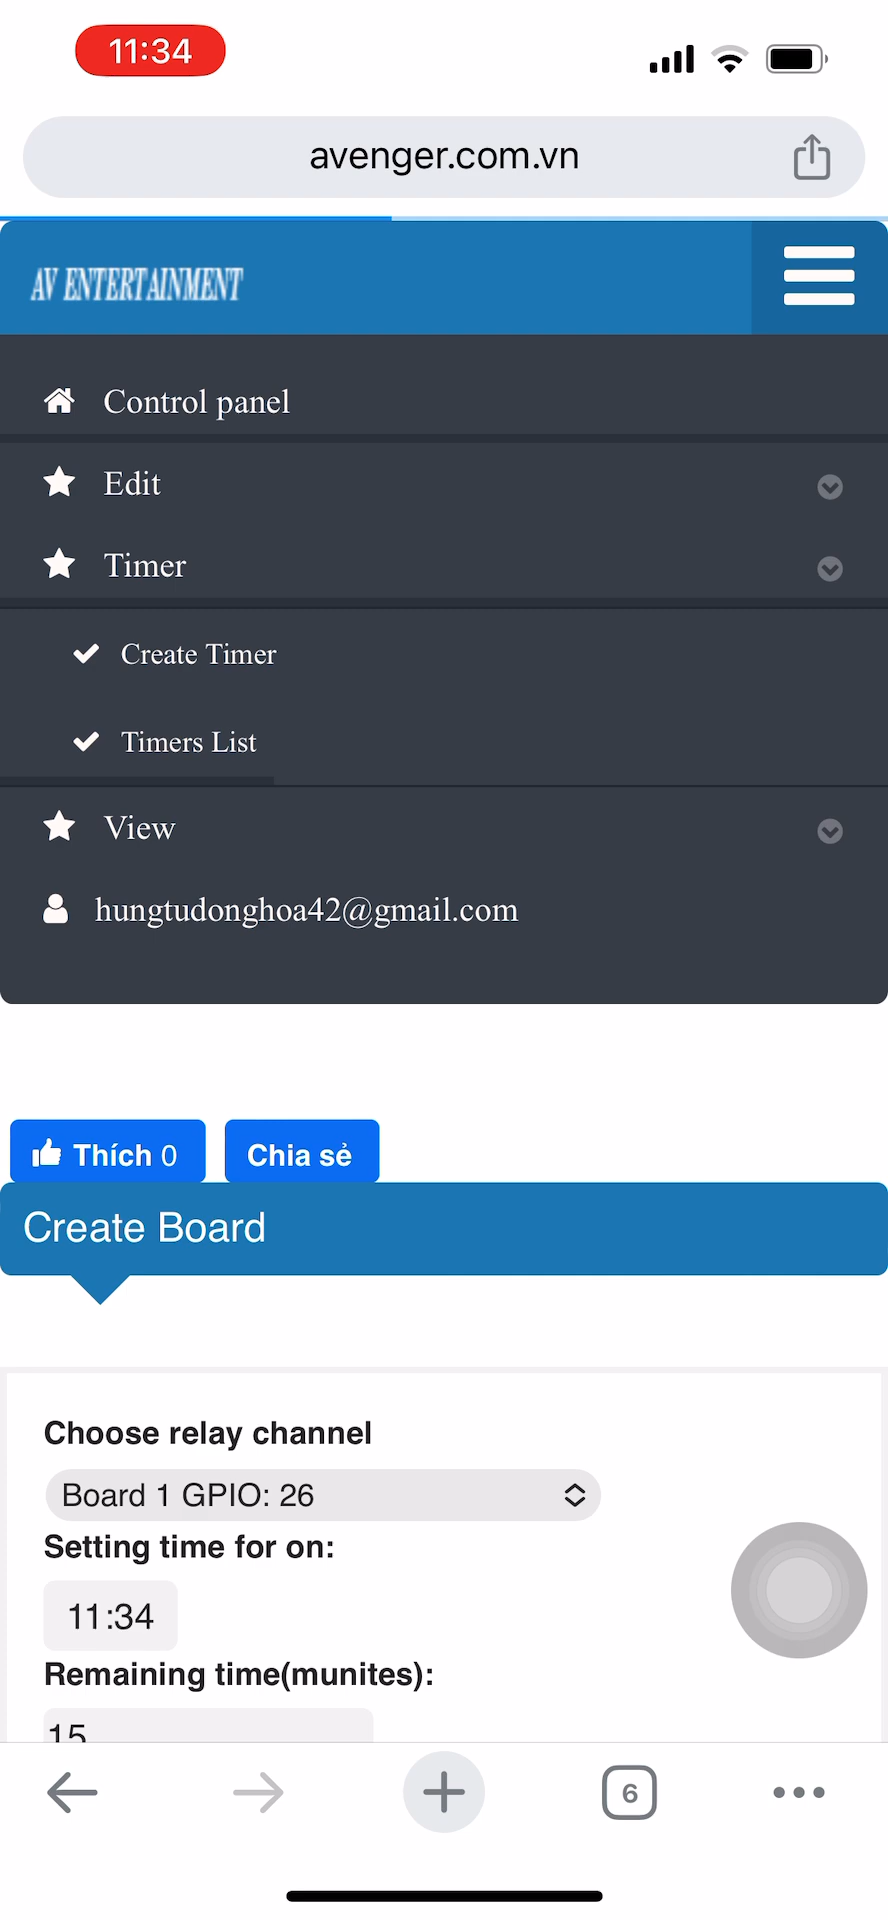 11:34
avenger.com.vn
AV ENTERTAINMENT
Control panel
Edit
Timer
Create Timer
Timers List
View
hungtudonghoa42@gmail.com
Thích 0
Chia sẻ
Create Board
Choose relay channel
Board 1 GPIO: 26
Setting time for on:
11:34
Remaining time(munites):
15
6